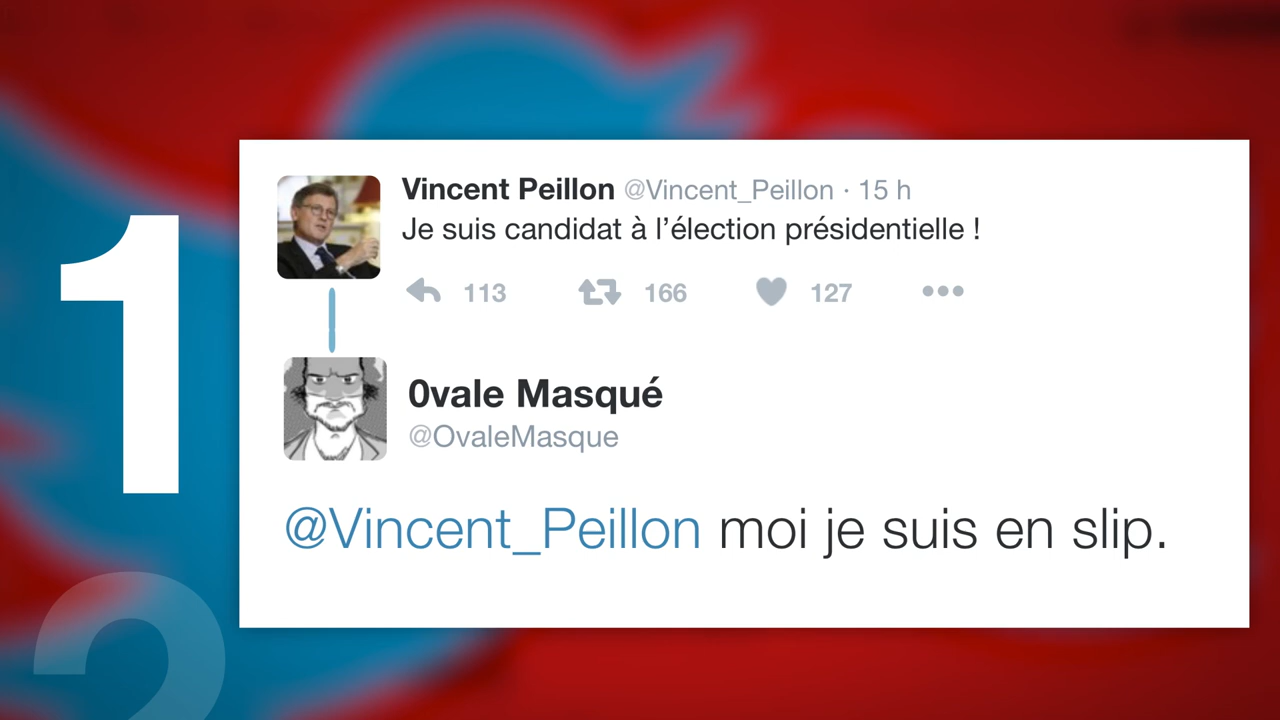 1
Vincent Peillon @Vincent_Peillon · 15 h
Je suis candidat à l’élection présidentielle !
113 166 127 •••
0vale Masqué
@OvaleMasque
@Vincent_Peillon moi je suis en slip.
2